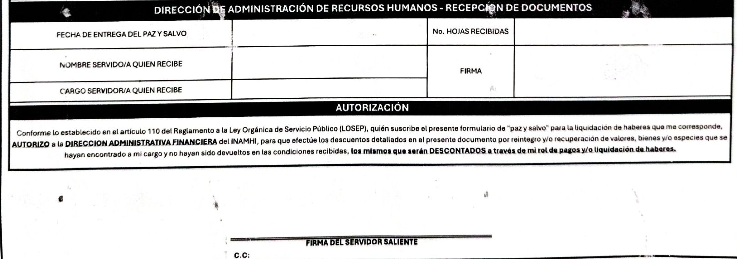 DIRECCIÓN DE ADMINISTRACIÓN DE RECURSOS HUMANOS - RECEPCION DE DOCUMENTOS
FECHA DE ENTREGA DEL PAZ Y SALVO
No. HOJAS RECIBIDAS
NOMBRE SERVIDO/A QUIEN RECIBE
FIRMA
CARGO SERVIDOR/A QUIEN RECIBE
AUTORIZACIÓN
Conforme lo establecido en el artículo 110 del Reglamento a la Ley Orgánica de Servicio Público (LOSEP), quién suscribe el presente formulario de "paz y salvo" para la liquidación de haberes que me corresponde,
AUTORIZO a la DIRECCION ADMINISTRATIVA FINANCIERA del INAMHI, para que efectúe los descuentos detallados en el presente documento por reintegro y/o recuperación de valores, bienes y/o especies que se
hayan encontrado a mi cargo y no hayan sido devueltos en las condiciones recibidas, los mismos que serán DESCONTADOS a través de mi rol de pagos y/o liquidación de haberes.
FIRMA DEL SERVIDOR SALIENTE
C.C: